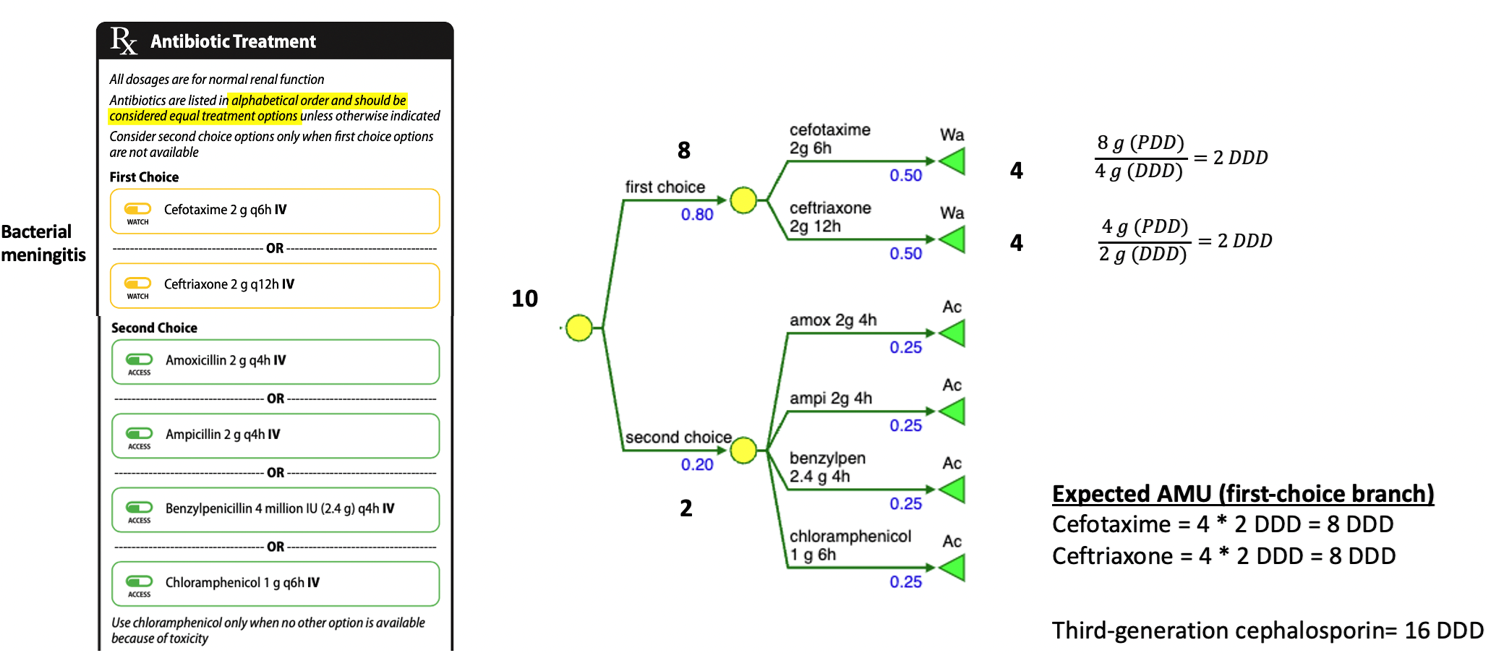 Rx Antibiotic Treatment
All dosages are for normal renal function
Antibiotics are listed in alphabetical order and should be
considered equal treatment options unless otherwise indicated
Consider second choice options only when first choice options
are not available
First Choice
Cefotaxime 2 g q6h IV
WATCH
OR
Ceftriaxone 2 g q12h IV
WATCH
Second Choice
Amoxicillin 2 g q4h IV
ACCESS
OR
Ampicillin 2 g q4h IV
ACCESS
OR
Benzylpenicillin 4 million IU (2.4 g) q4h IV
ACCESS
OR
Chloramphenicol 1 g q6h IV
ACCESS
Use chloramphenicol only when no other option is available
because of toxicity
Bacterial
meningitis
10
8
first choice
0.80
second choice
0.20
2
cefotaxime
2g 6h
0.50
Wa
4
ceftriaxone
2g 12h
0.50
Wa
4
amox 2g 4h
0.25
Ac
ampi 2g 4h
0.25
Ac
benzylpen
2.4 g 4h
0.25
Ac
chloramphenicol
1 g 6h
0.25
Ac
8 g (PDD)
4 g (DDD)
= 2 DDD
4 g (PDD)
2 g (DDD)
= 2 DDD
Expected AMU (first-choice branch)
Cefotaxime = 4 * 2 DDD = 8 DDD
Ceftriaxone = 4 * 2 DDD = 8 DDD
Third-generation cephalosporin= 16 DDD